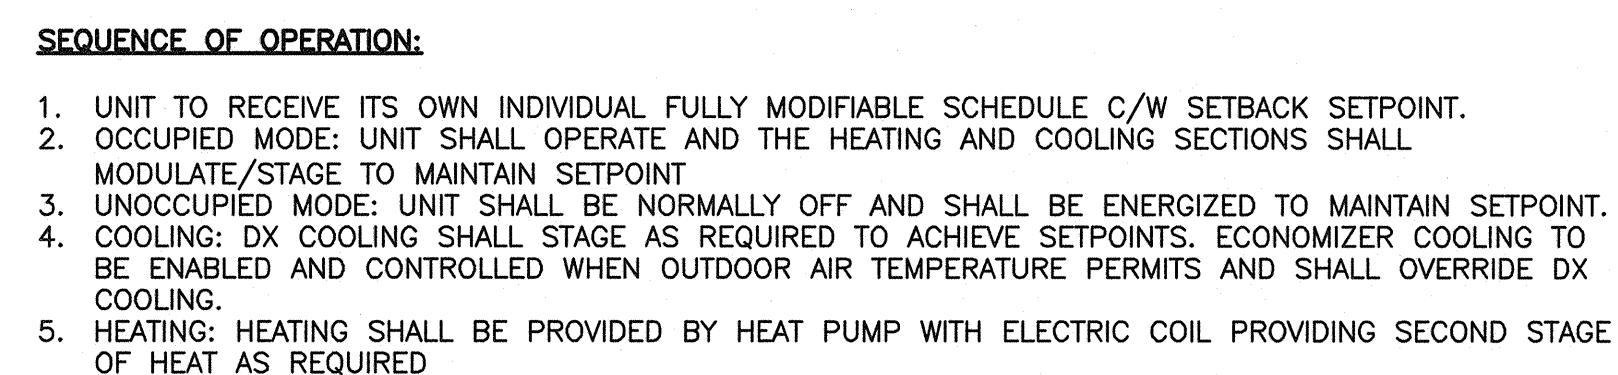 SEQUENCE OF OPERATION:
1. UNIT TO RECEIVE ITS OWN INDIVIDUAL FULLY MODIFIABLE SCHEDULE C/W SETBACK SETPOINT.
2. OCCUPIED MODE: UNIT SHALL OPERATE AND THE HEATING AND COOLING SECTIONS SHALL
MODULATE/STAGE TO MAINTAIN SETPOINT
3. UNOCCUPIED MODE: UNIT SHALL BE NORMALLY OFF AND SHALL BE ENERGIZED TO MAINTAIN SETPOINT.
4. COOLING: DX COOLING SHALL STAGE AS REQUIRED TO ACHIEVE SETPOINTS. ECONOMIZER COOLING TO
BE ENABLED AND CONTROLLED WHEN OUTDOOR AIR TEMPERATURE PERMITS AND SHALL OVERRIDE DX
COOLING.
5. HEATING: HEATING SHALL BE PROVIDED BY HEAT PUMP WITH ELECTRIC COIL PROVIDING SECOND STAGE
OF HEAT AS REQUIRED